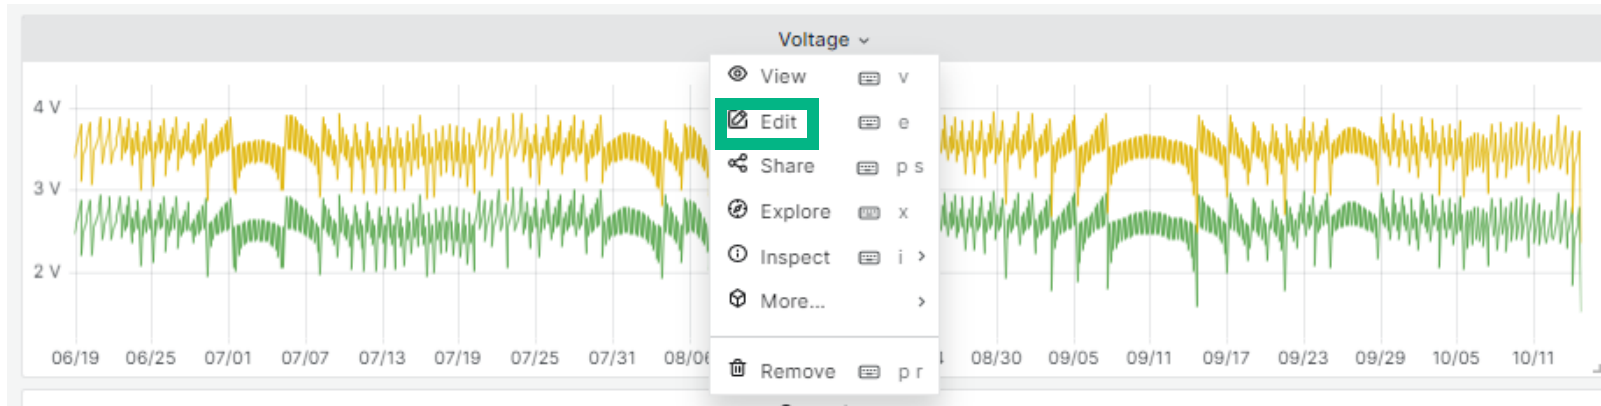 Voltage
View v
4 V
Edit e
Share p s
3 V
Explore x
Inspect i
2 V
More...
06/19 06/25 07/01 07/07 07/13 07/19 07/25 07/31 08/30 09/05 09/11 09/17 09/23 09/29 10/05 10/11
Remove p r